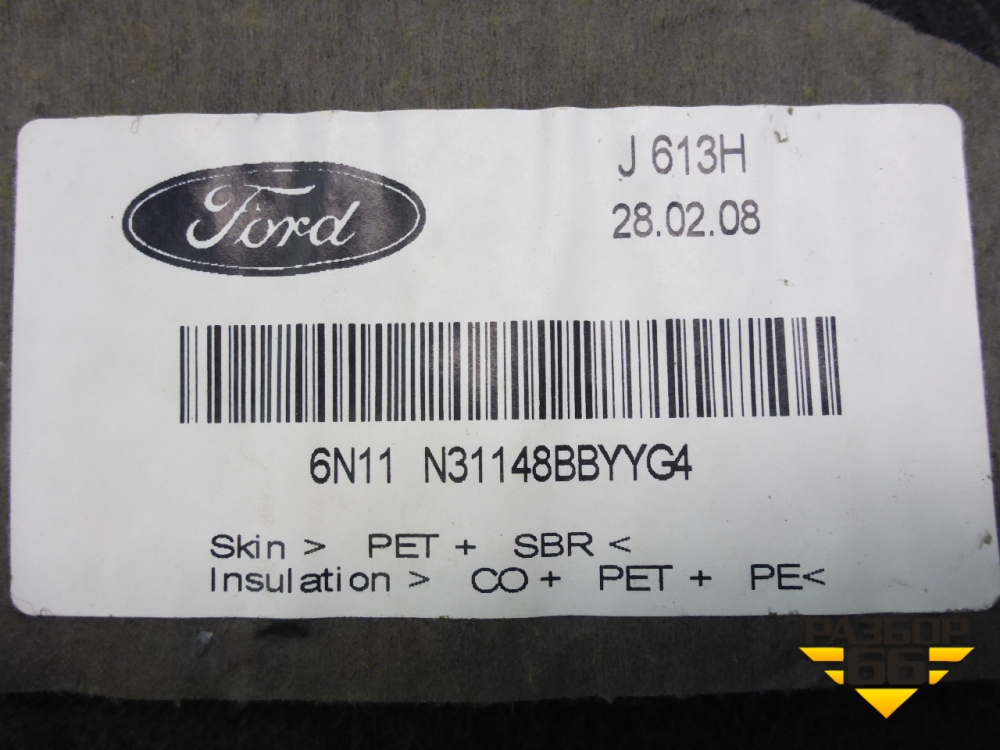 Ford
J 613H
28.02.08
6N11 N31148BBYYG4
Skin > PET + SBR <
Insulation > CO + PET + PE<
РАЗБОР
66